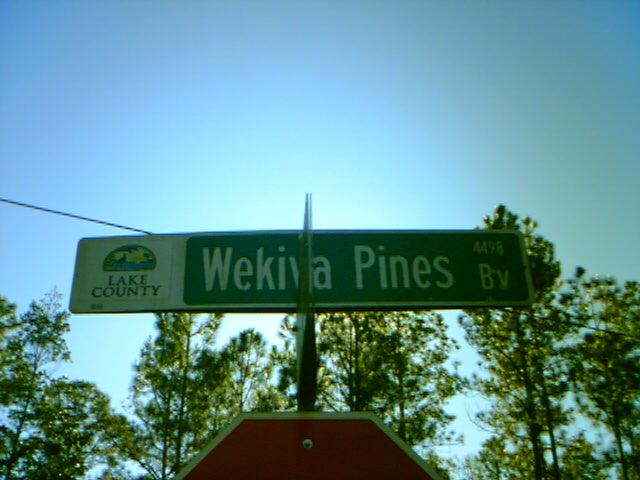 LAKE
COUNTY
Wekiva Pines
4498
Bv